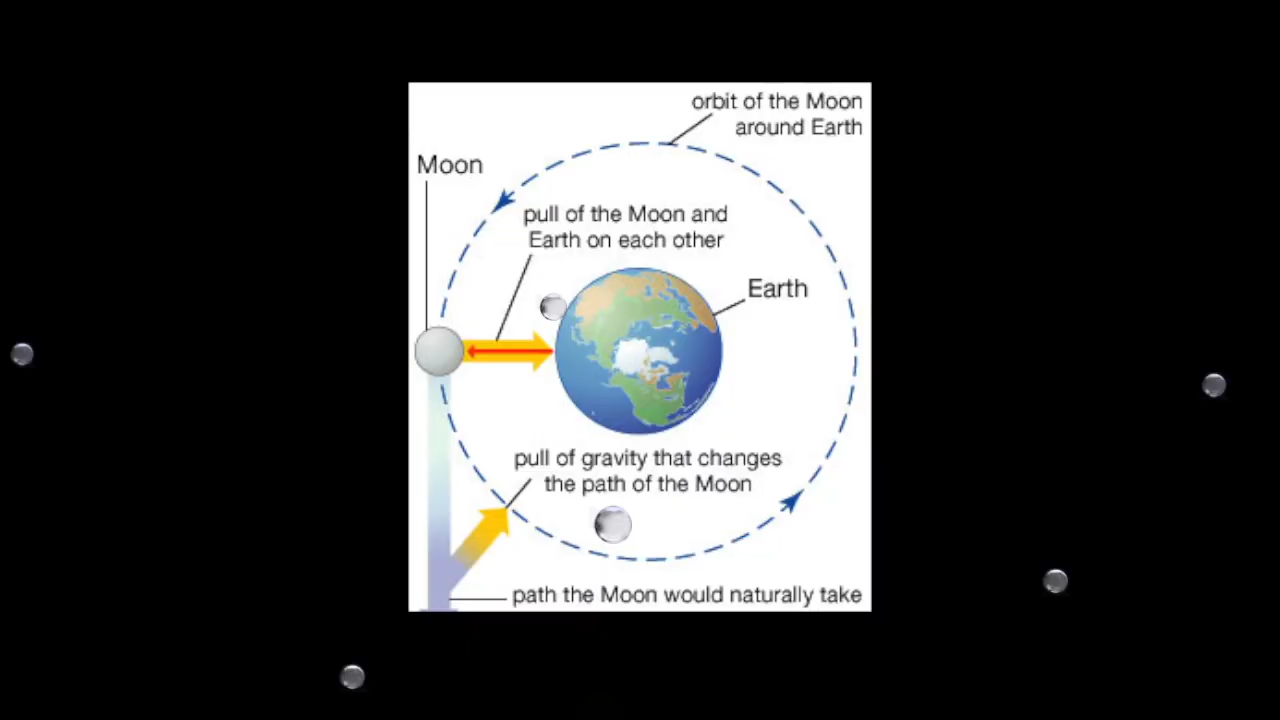 orbit of the Moon
around Earth
Moon
pull of the Moon and
Earth on each other
Earth
pull of gravity that changes
the path of the Moon
path the Moon would naturally take